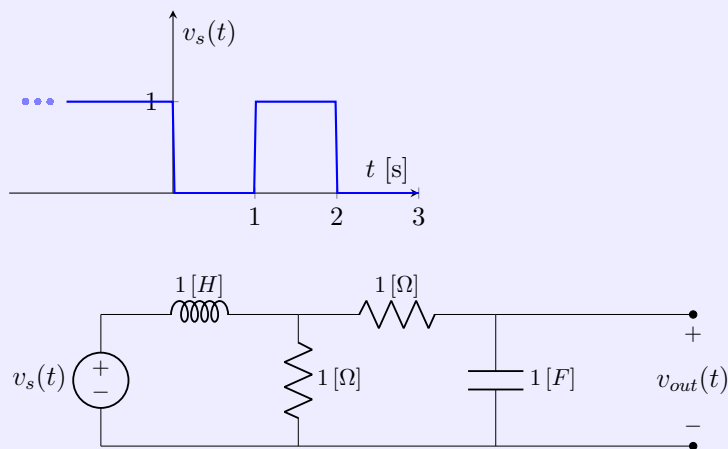 v_s(t)
1
t [s]
1 2 3
1 [H] 1 [Ω]
+
v_s(t) + 1 [Ω] 1 [F] v_out(t)
−
−